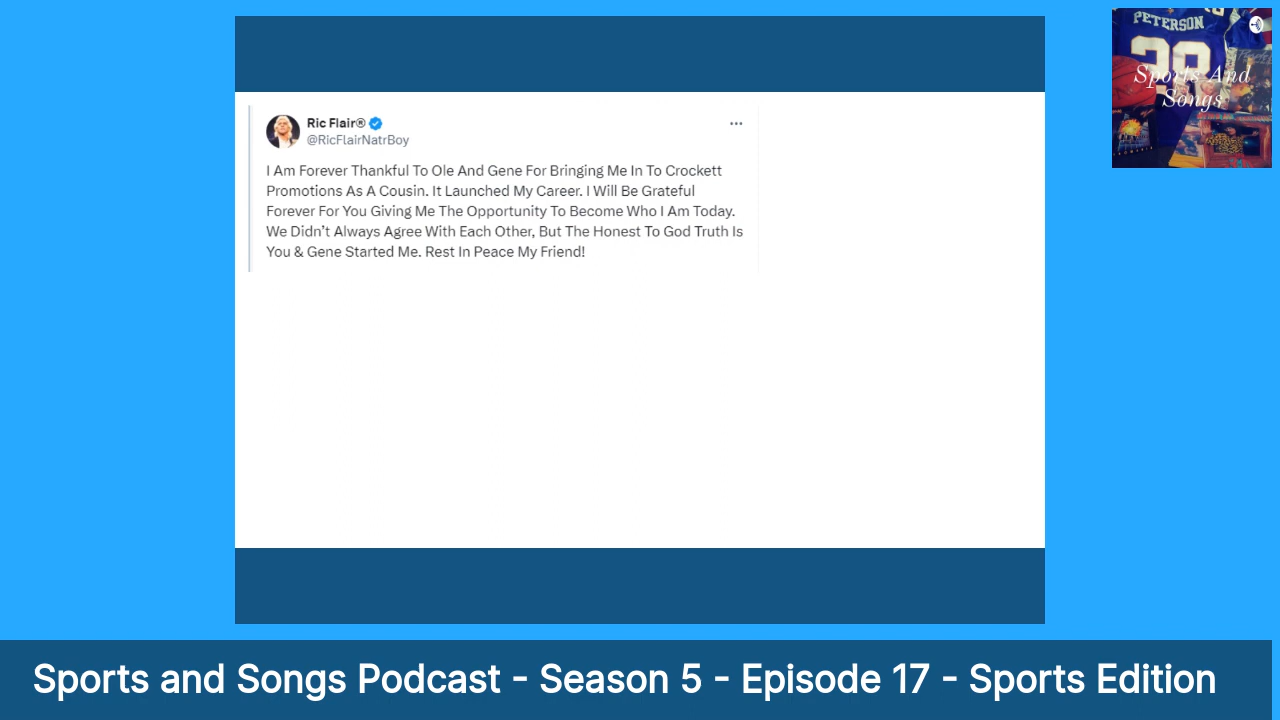 PETERSON
28
Sports And
Songs
Ric Flair®
@RicFlairNatrBoy
I Am Forever Thankful To Ole And Gene For Bringing Me In To Crockett
Promotions As A Cousin. It Launched My Career. I Will Be Grateful
Forever For You Giving Me The Opportunity To Become Who I Am Today.
We Didn't Always Agree With Each Other, But The Honest To God Truth Is
You & Gene Started Me. Rest In Peace My Friend!
Sports and Songs Podcast - Season 5 - Episode 17 - Sports Edition